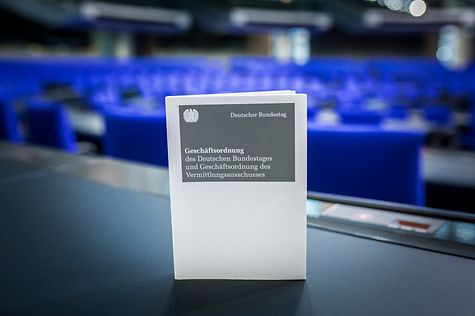 Deutscher Bundestag
Geschäftsordnung
des Deutschen Bundestages
und Geschäftsordnung des
Vermittlungsausschusses